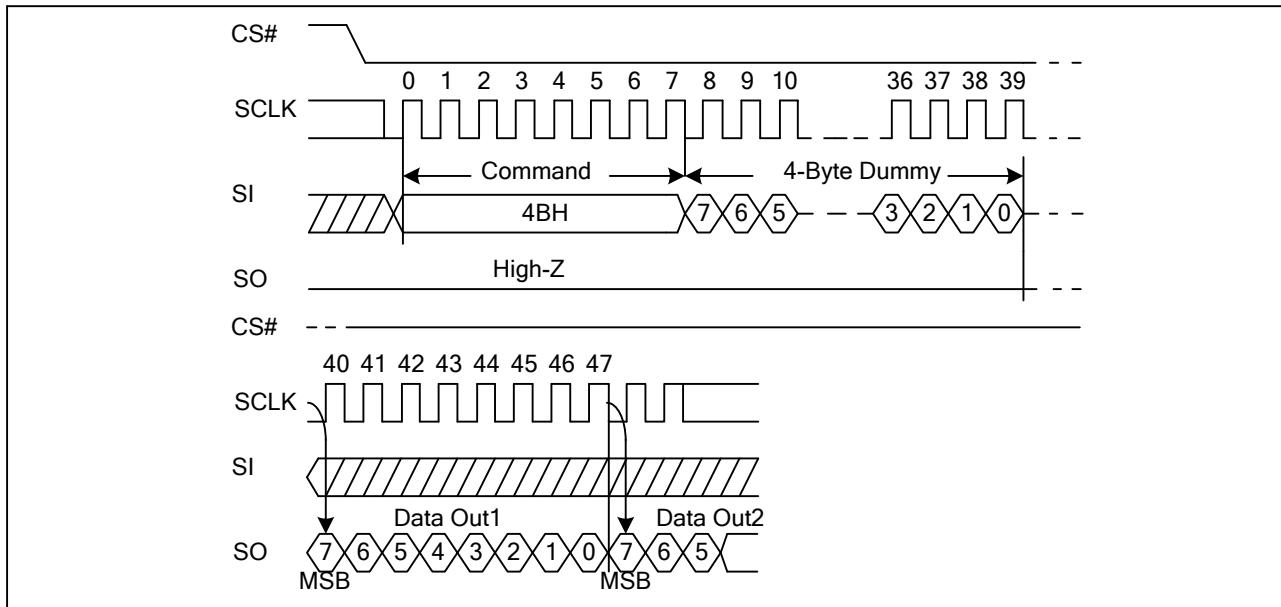 CS#
0 1 2 3 4 5 6 7 8 9 10 36 37 38 39
SCLK
Command 4-Byte Dummy
SI
4BH 7 6 5 3 2 1 0
High-Z
SO
CS#
40 41 42 43 44 45 46 47
SCLK
SI
Data Out1 Data Out2
SO 7 6 5 4 3 2 1 0 7 6 5
MSB MSB